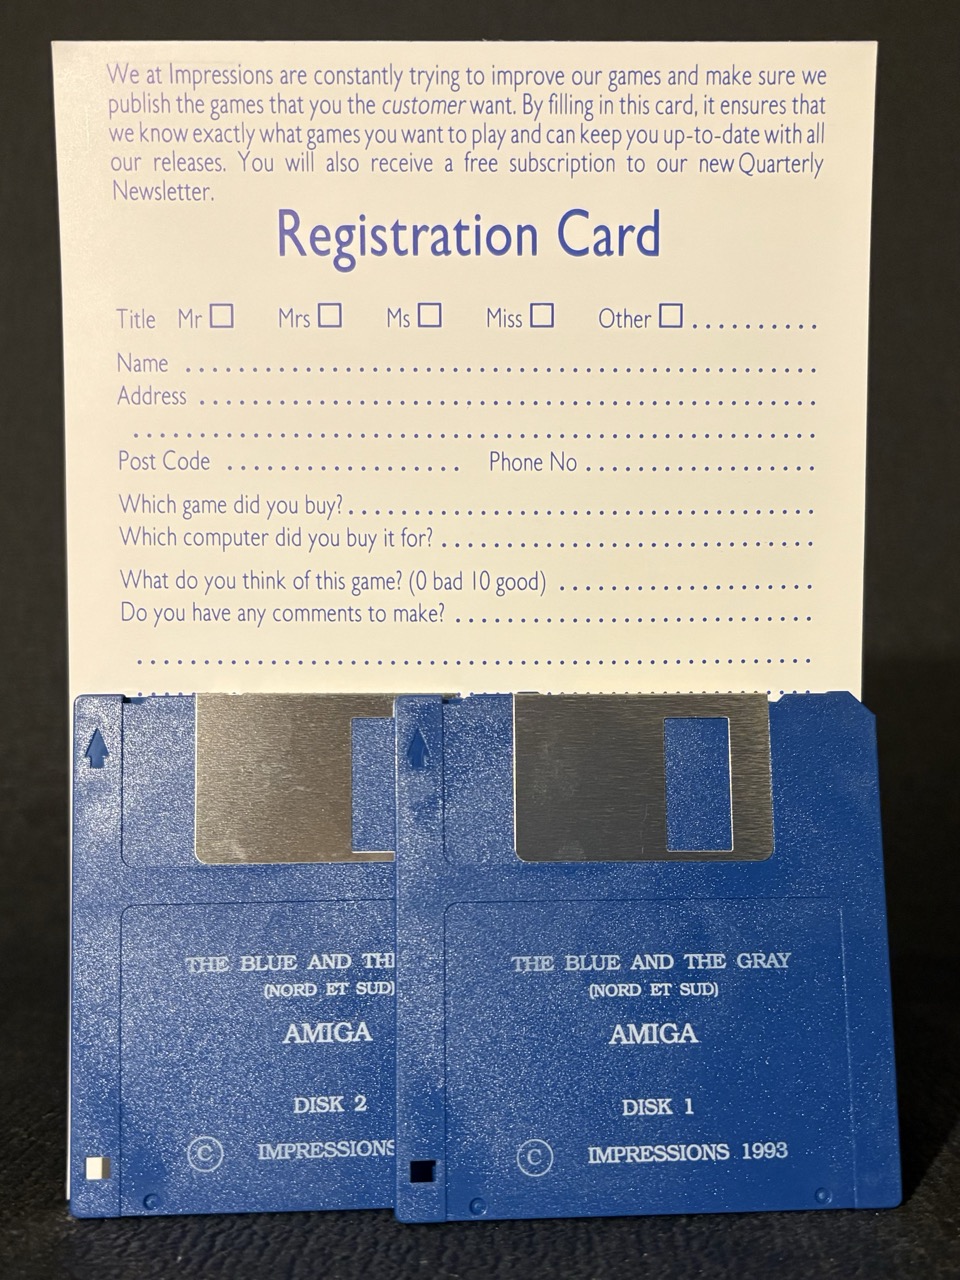 We at Impressions are constantly trying to improve our games and make sure we
publish the games that you the customer want. By filling in this card, it ensures that
we know exactly what games you want to play and can keep you up-to-date with all
our releases. You will also receive a free subscription to our new Quarterly
Newsletter.
Registration Card
Title Mr Mrs Ms Miss Other ..........
Name
Address
Post Code Phone No
Which game did you buy?
Which computer did you buy it for?
What do you think of this game? (0 bad 10 good)
Do you have any comments to make?
THE BLUE AND THE
(NORD ET SUD)
AMIGA
DISK 2
© IMPRESSIONS
THE BLUE AND THE GRAY
(NORD ET SUD)
AMIGA
DISK 1
© IMPRESSIONS 1993